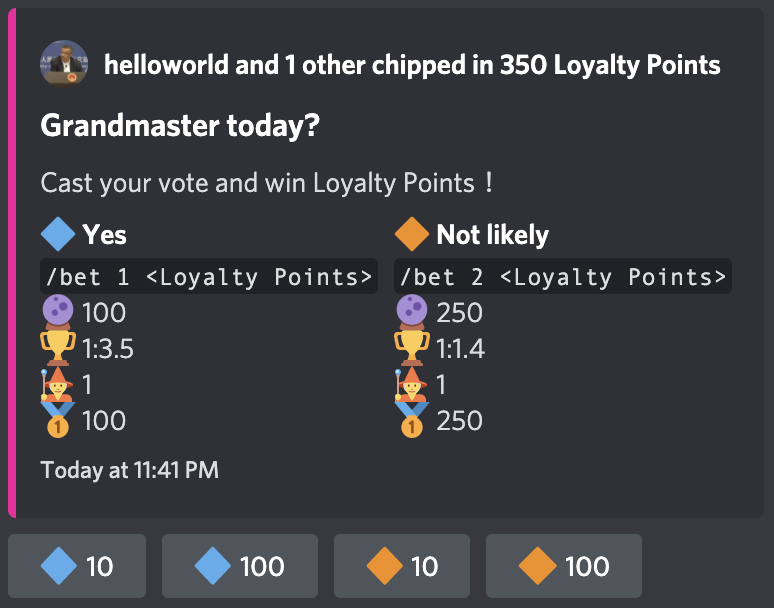 helloworld and 1 other chipped in 350 Loyalty Points
Grandmaster today?
Cast your vote and win Loyalty Points！
Yes
/bet 1 <Loyalty Points>
100
1:3.5
1
100
Not likely
/bet 2 <Loyalty Points>
250
1:1.4
1
250
Today at 11:41 PM
10
100
10
100